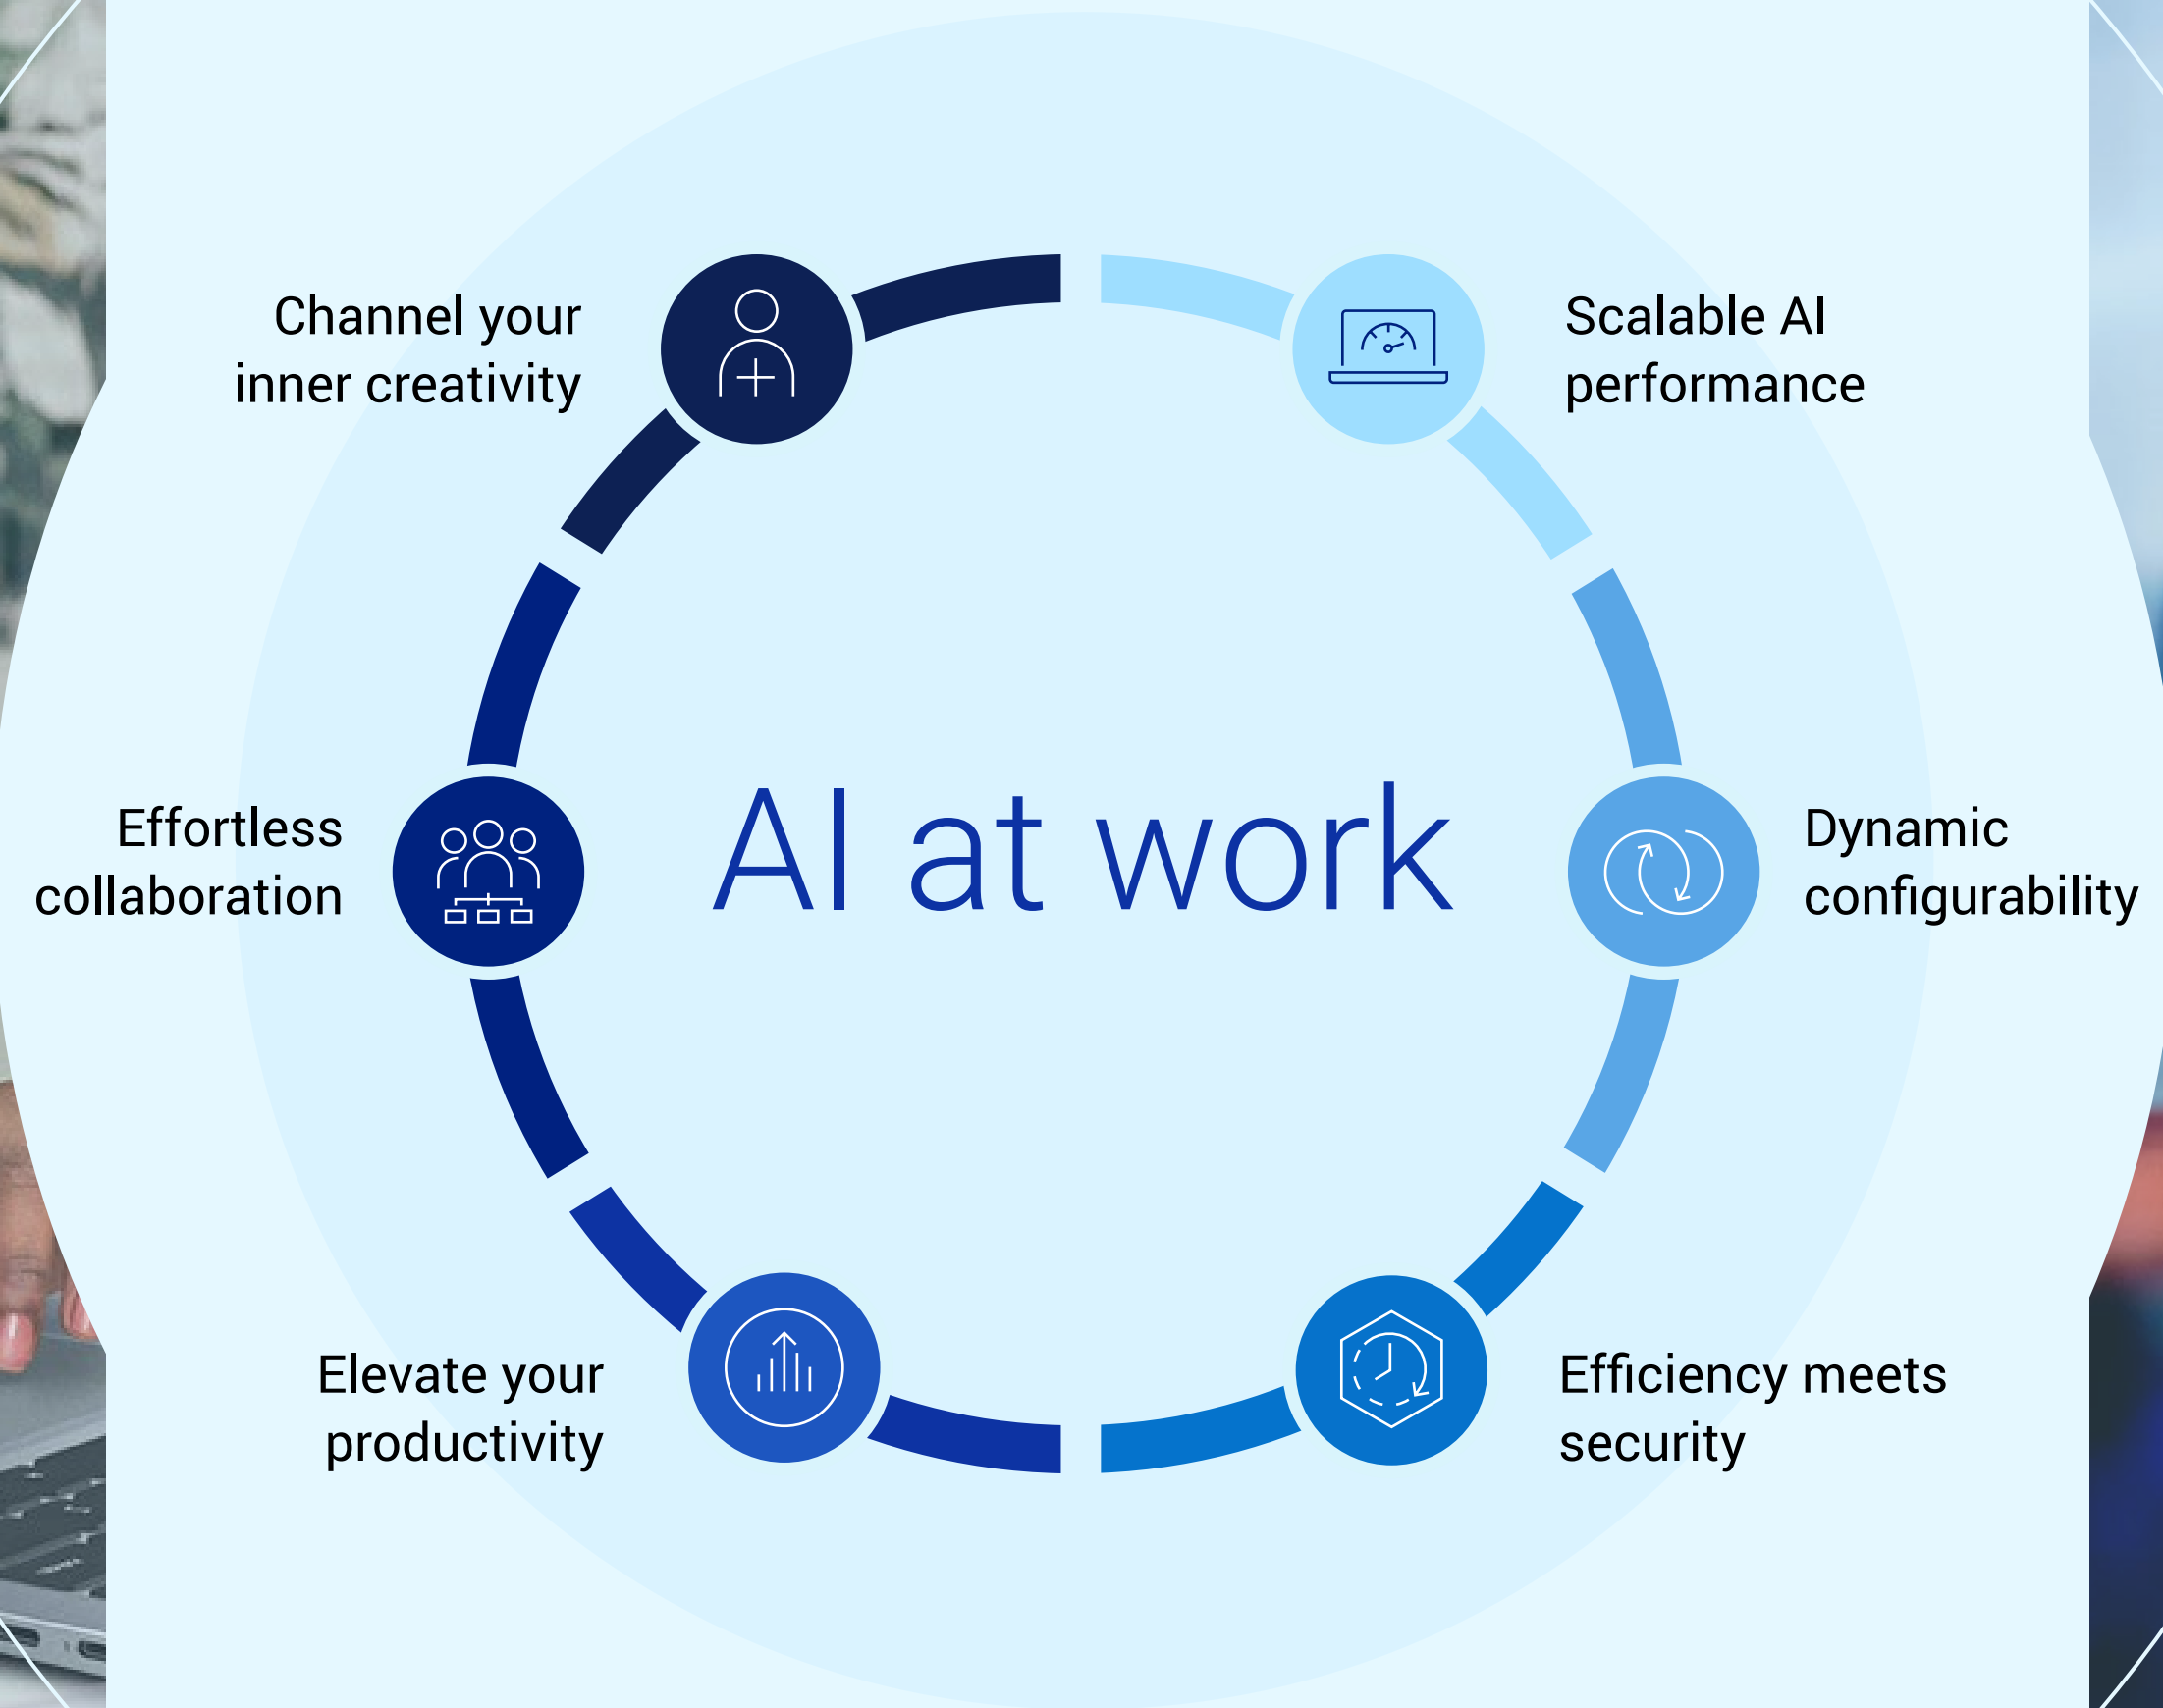 Channel your
inner creativity
Scalable AI
performance
Effortless
collaboration
AI at work
Dynamic
configurability
Elevate your
productivity
Efficiency meets
security